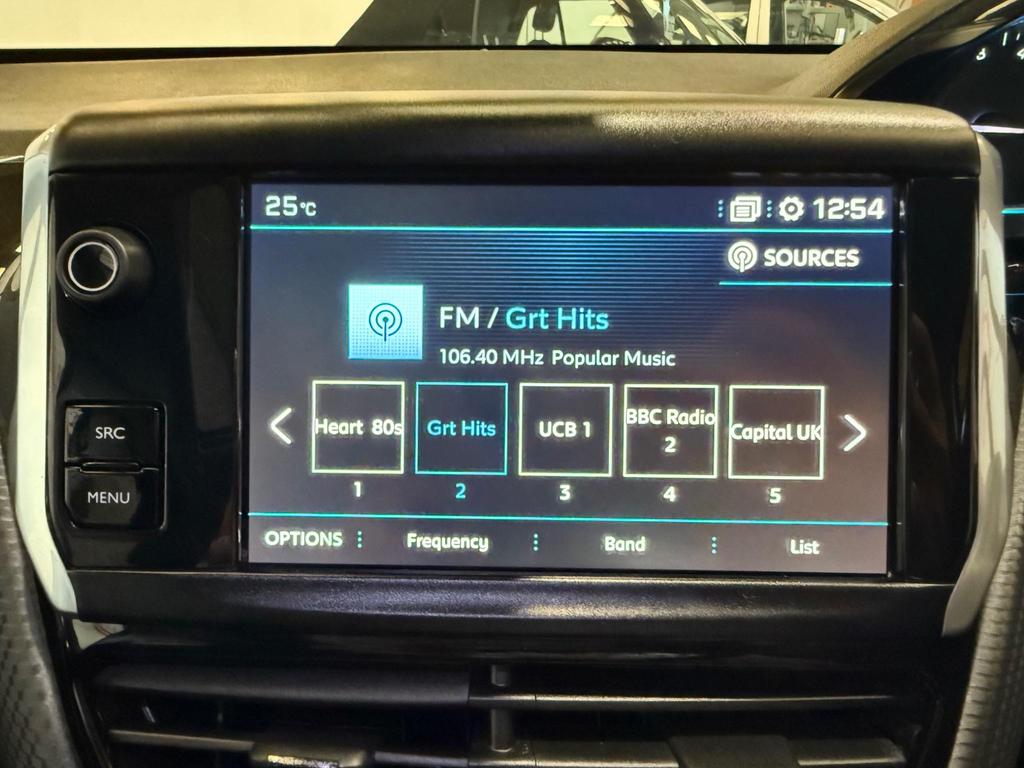 25°C
12:54
SOURCES
FM / Grt Hits
106.40 MHz Popular Music
Heart 80s
Grt Hits
UCB 1
BBC Radio
2
Capital UK
1
2
3
4
5
OPTIONS
Frequency
Band
List
SRC
MENU